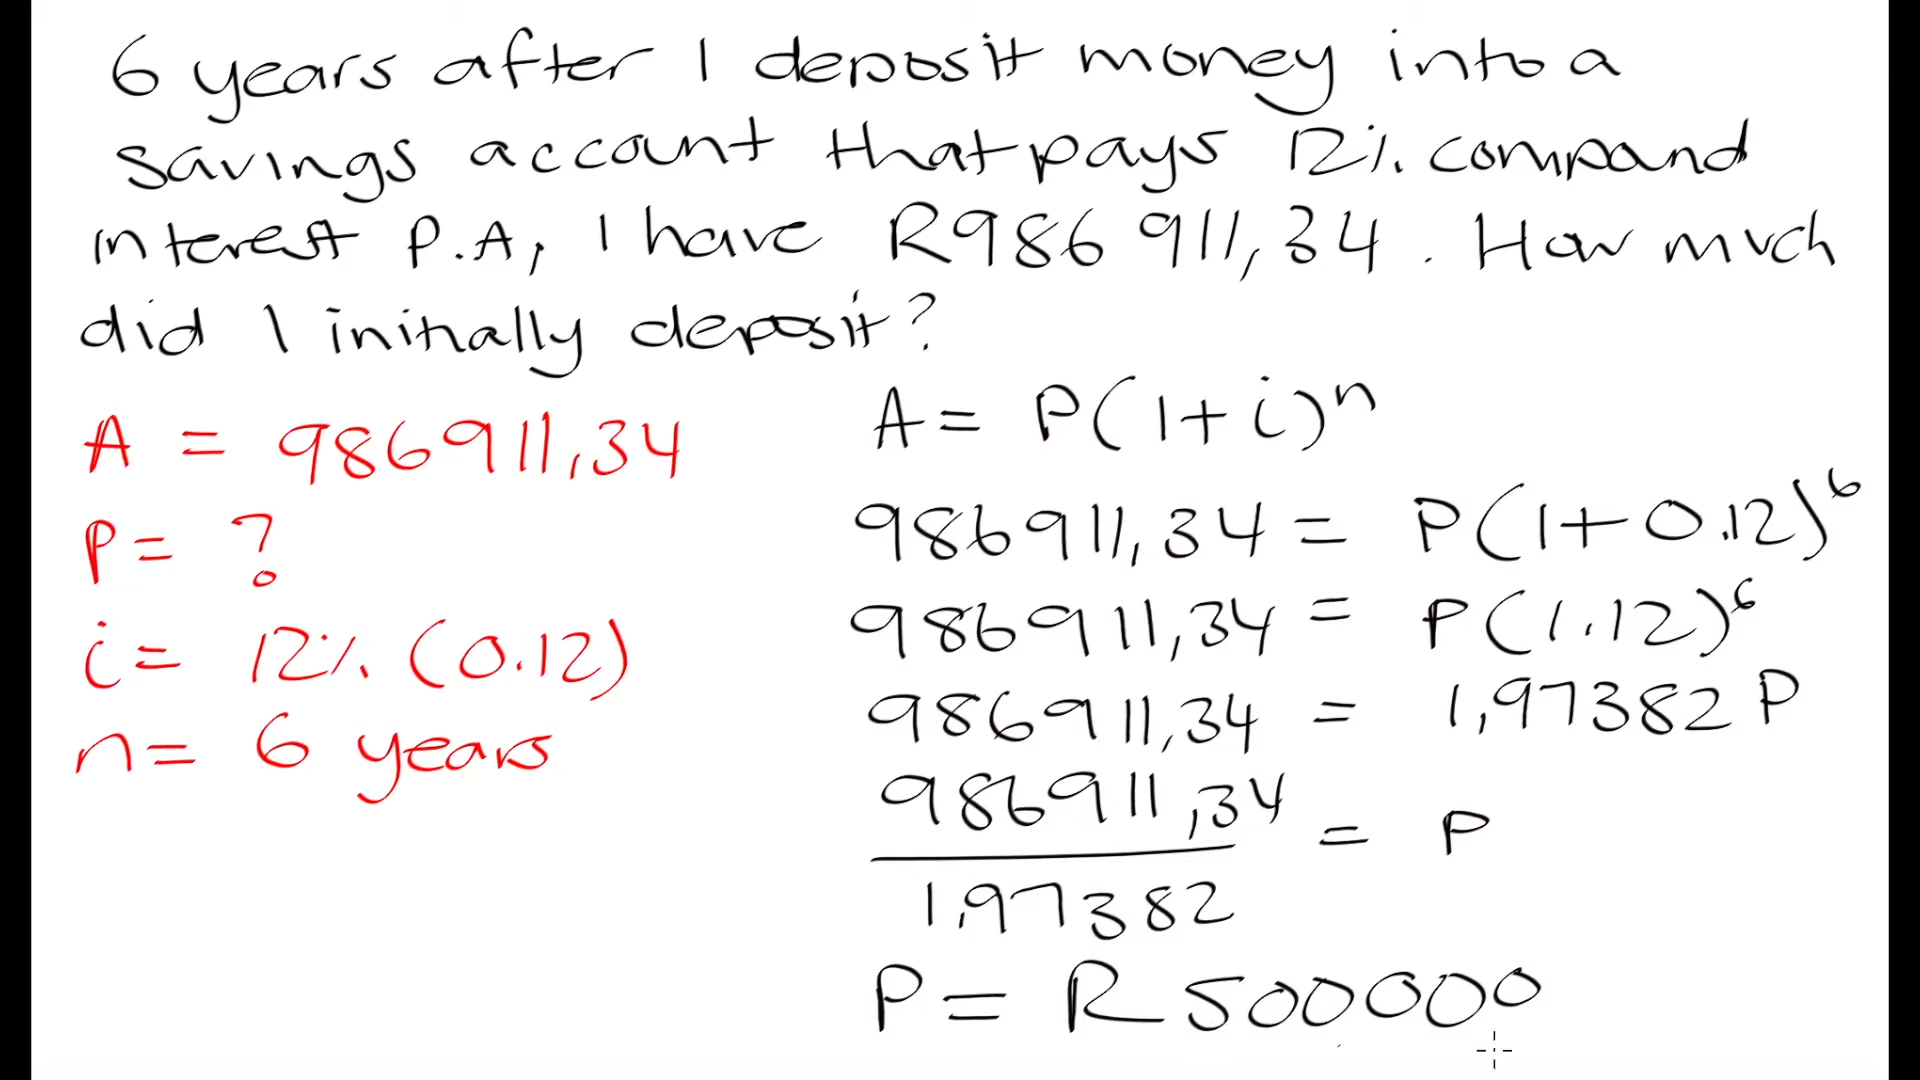 6 years after I deposit money into a
savings account that pays 12% compound
interest P.A, I have R986 911,34. How much
did I initially deposit?
A = 986911,34
P = ?
i = 12% (0.12)
n = 6 years
A = P(1+i)ⁿ
986911,34 = P(1+0.12)⁶
986911,34 = P(1.12)⁶
986911,34 = 1,97382 P
986911,34 = P
1,97382
P = R500000